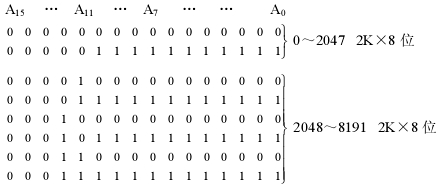 A15 … A11 … A7 … … A0
0 0 0 0 0 0 0 0 0 0 0 0 0 0 0 0
0 0 0 0 0 1 1 1 1 1 1 1 1 1 1 1
0～2047 2K×8 位
0 0 0 0 1 0 0 0 0 0 0 0 0 0 0 0
0 0 0 0 1 1 1 1 1 1 1 1 1 1 1 1
0 0 0 1 0 0 0 0 0 0 0 0 0 0 0 0
0 0 0 1 0 1 1 1 1 1 1 1 1 1 1 1
0 0 0 1 1 0 0 0 0 0 0 0 0 0 0 0
0 0 0 1 1 1 1 1 1 1 1 1 1 1 1 1
2048～8191 2K×8 位